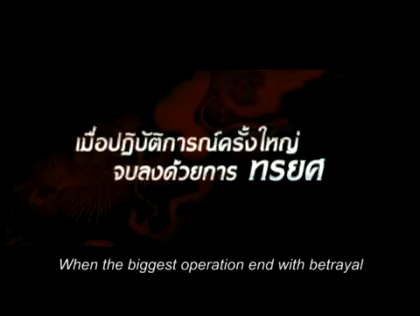 เมื่อปฏิบัติการณ์ครั้งใหญ่
จบลงด้วยการ ทรยศ
When the biggest operation end with betrayal